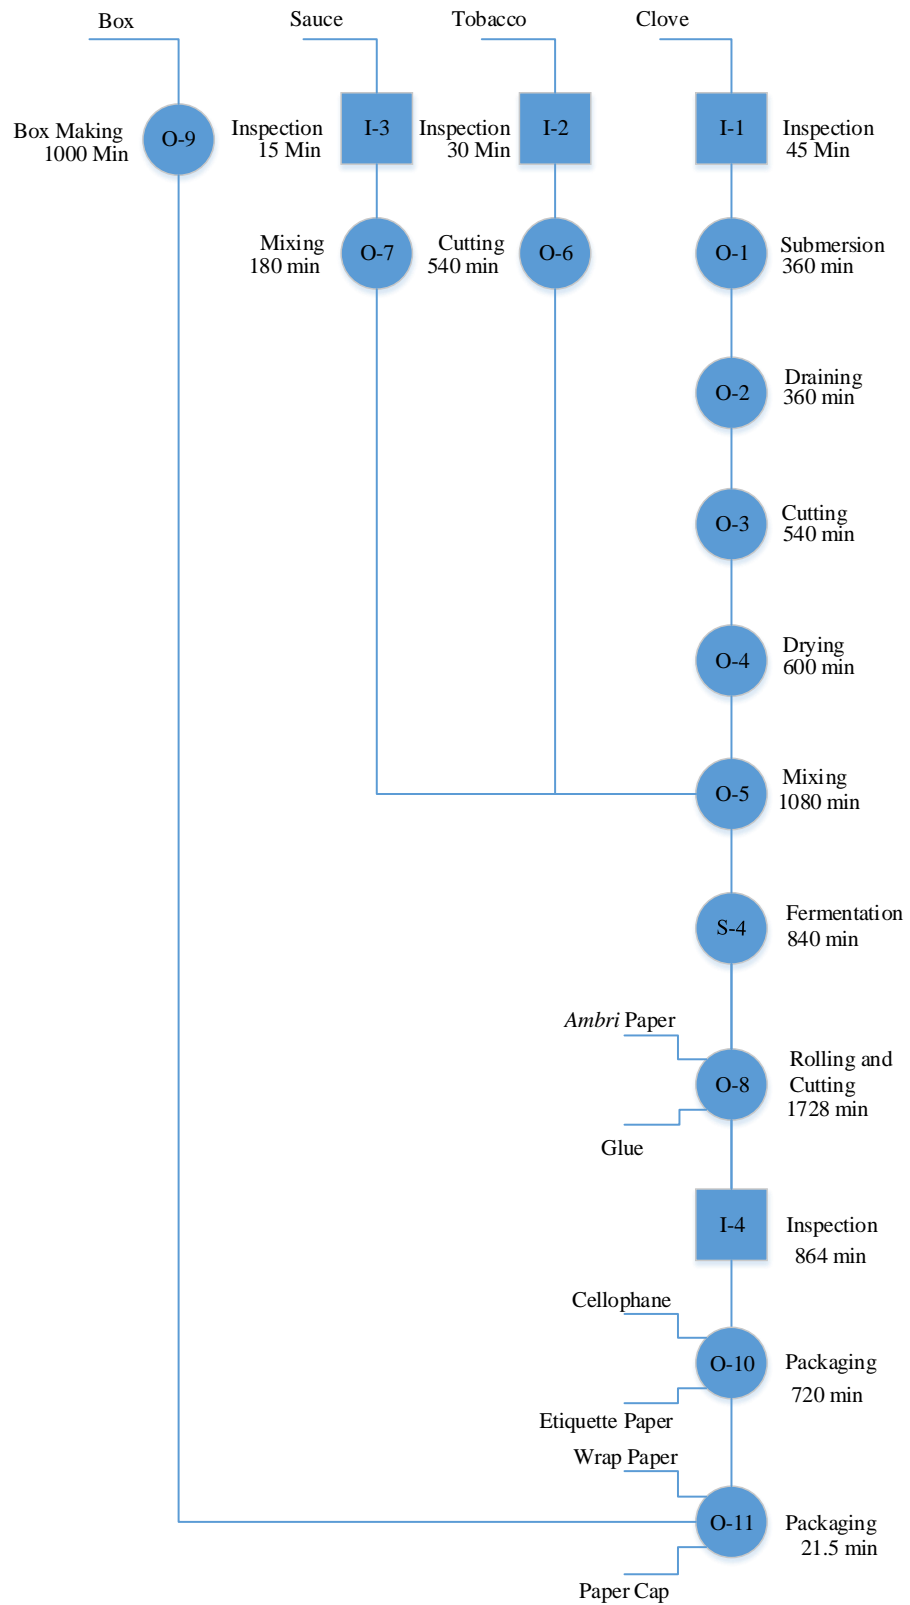 Box
Sauce
Tobacco
Clove
Box Making
1000 Min
O-9
Inspection
15 Min
I-3
Inspection
30 Min
I-2
I-1
Inspection
45 Min
Mixing
180 min
O-7
Cutting
540 min
O-6
O-1
Submersion
360 min
O-2
Draining
360 min
O-3
Cutting
540 min
O-4
Drying
600 min
O-5
Mixing
1080 min
S-4
Fermentation
840 min
Ambri Paper
O-8
Rolling and
Cutting
1728 min
Glue
I-4
Inspection
864 min
Cellophane
O-10
Packaging
720 min
Etiquette Paper
Wrap Paper
O-11
Packaging
21.5 min
Paper Cap